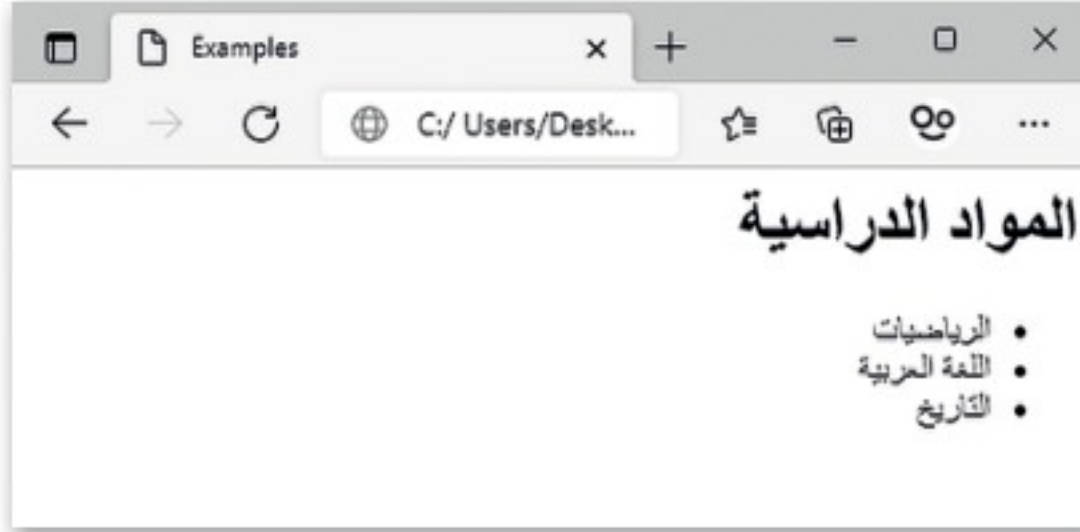 Examples
C:/ Users/Desk...
المواد الدراسية
• الرياضيات
• اللغة العربية
• التاريخ